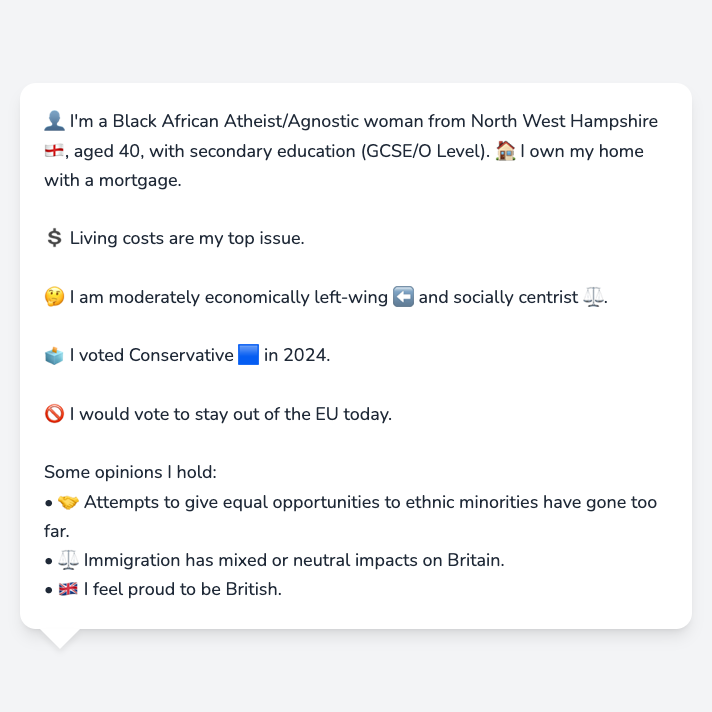 👤 I'm a Black African Atheist/Agnostic woman from North West Hampshire
🏴󠁧󠁢󠁥󠁮󠁧󠁿, aged 40, with secondary education (GCSE/O Level). 🏠 I own my home
with a mortgage.
💲 Living costs are my top issue.
🤔 I am moderately economically left-wing ⬅️ and socially centrist ⚖️.
🗳️ I voted Conservative 🟦 in 2024.
🚫 I would vote to stay out of the EU today.
Some opinions I hold:
• 🤝 Attempts to give equal opportunities to ethnic minorities have gone too
far.
• ⚖️ Immigration has mixed or neutral impacts on Britain.
• 🇬🇧 I feel proud to be British.